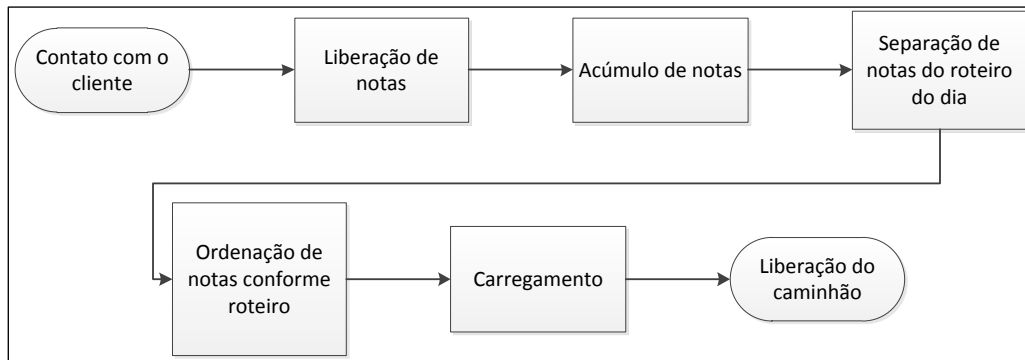 Contato com o
cliente
Liberação de
notas
Acúmulo de notas
Separação de
notas do roteiro
do dia
Ordenação de
notas conforme
roteiro
Carregamento
Liberação do
caminhão